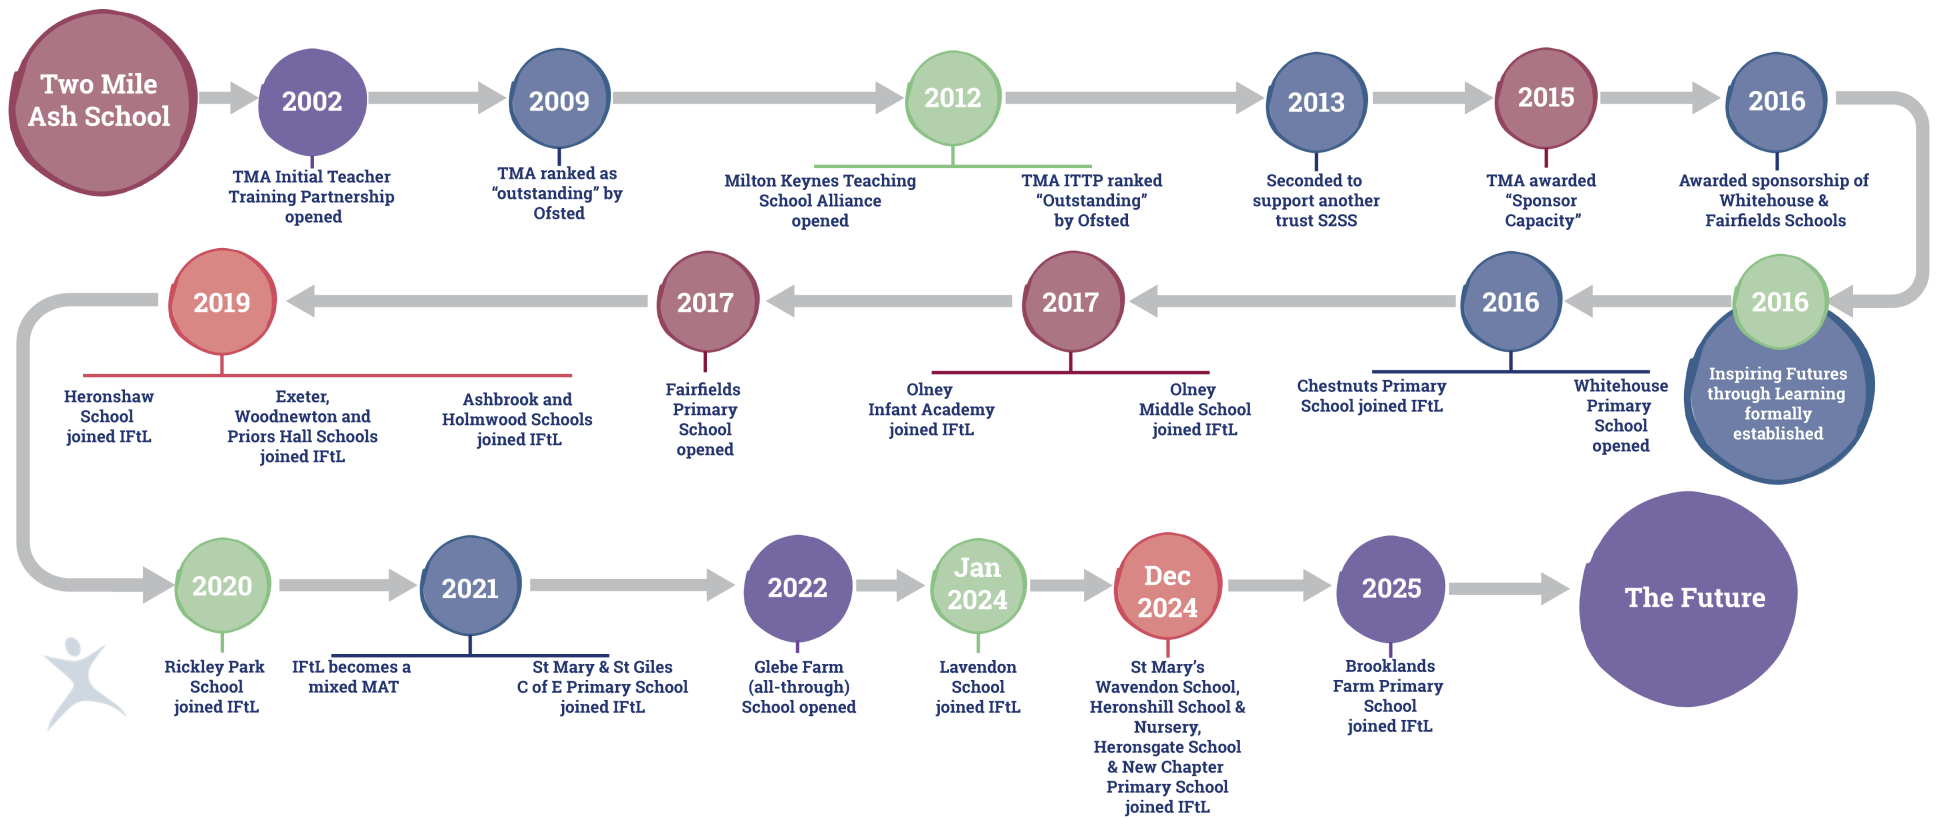 Two Mile
Ash School
2002
TMA Initial Teacher
Training Partnership
opened
2009
TMA ranked as
“outstanding” by
Ofsted
2012
Milton Keynes Teaching
School Alliance
opened
TMA ITTP ranked
“Outstanding”
by Ofsted
2013
Seconded to
support another
trust S2SS
2015
TMA awarded
“Sponsor
Capacity”
2016
Awarded sponsorship of
Whitehouse &
Fairfields Schools
2016
Inspiring Futures
through Learning
formally
established
2016
Whitehouse
Primary
School
opened
Chestnuts Primary
School joined IFtL
2017
Olney
Middle School
joined IFtL
Olney
Infant Academy
joined IFtL
2017
Fairfields
Primary
School
opened
2019
Heronshaw
School
joined IFtL
Exeter,
Woodnewton and
Priors Hall Schools
joined IFtL
Ashbrook and
Holmwood Schools
joined IFtL
2020
Rickley Park
School
joined IFtL
2021
IFtL becomes a
mixed MAT
St Mary & St Giles
C of E Primary School
joined IFtL
2022
Glebe Farm
(all-through)
School opened
Jan
2024
Lavendon
School
joined IFtL
Dec
2024
St Mary’s
Wavendon School,
Heronshill School &
Nursery,
Heronsgate School
& New Chapter
Primary School
joined IFtL
2025
Brooklands
Farm Primary
School
joined IFtL
The Future